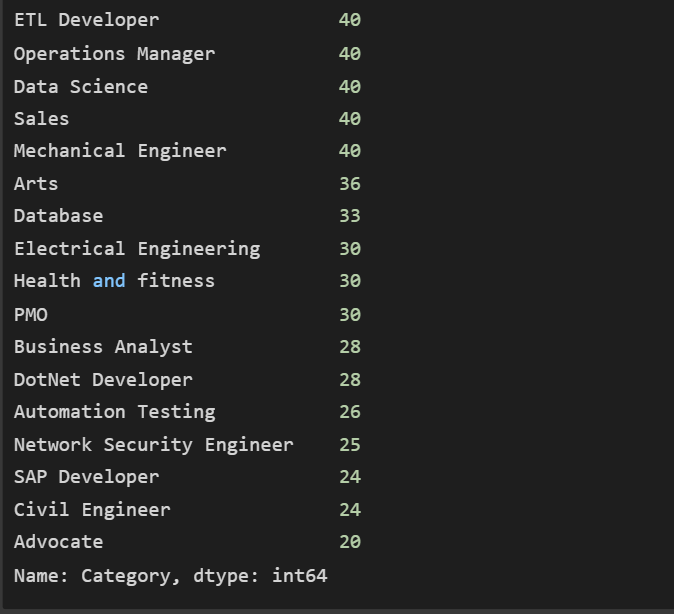 ETL Developer 40
Operations Manager 40
Data Science 40
Sales 40
Mechanical Engineer 40
Arts 36
Database 33
Electrical Engineering 30
Health and fitness 30
PMO 30
Business Analyst 28
DotNet Developer 28
Automation Testing 26
Network Security Engineer 25
SAP Developer 24
Civil Engineer 24
Advocate 20
Name: Category, dtype: int64